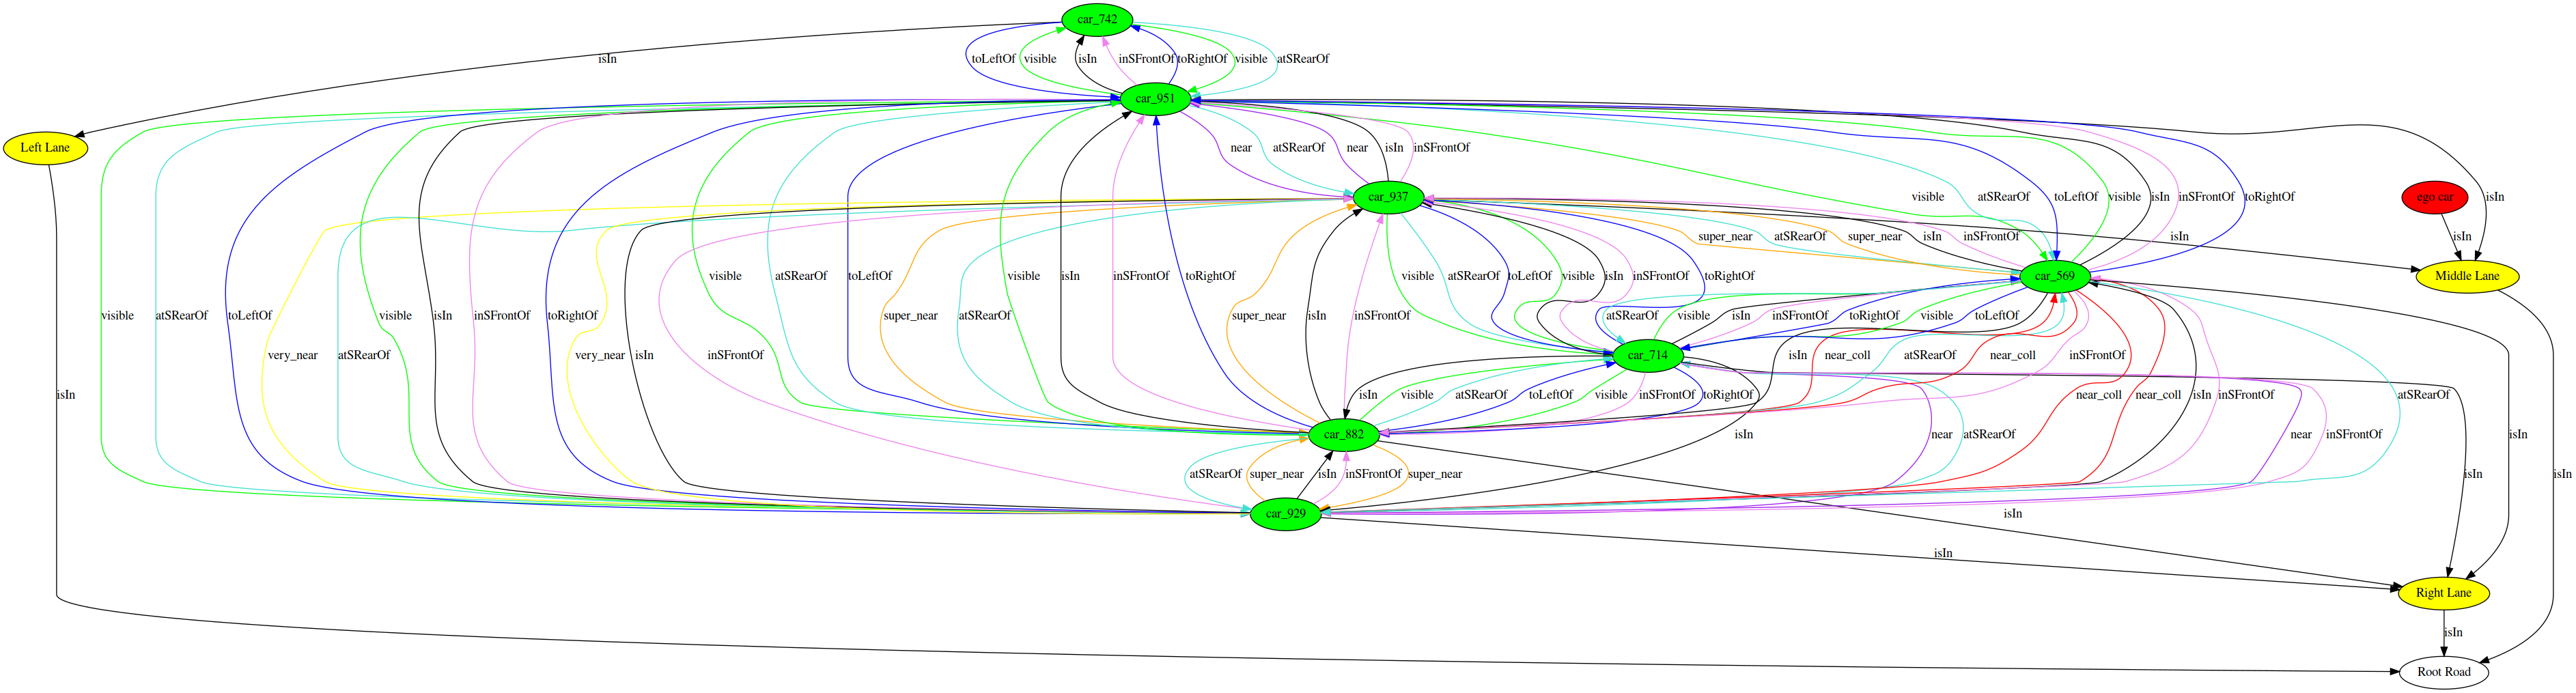 car_742
isIn toLeftOf visible isIn inSFrontOf toRightOf visible atSRearOf
car_951
Left Lane near atSRearOf near isIn inSFrontOf
car_937 visible atSRearOf toLeftOf visible isIn inSFrontOf toRightOf ego car isIn
super_near atSRearOf super_near isIn inSFrontOf isIn isIn
visible atSRearOf toLeftOf super_near atSRearOf visible isIn inSFrontOf toRightOf visible atSRearOf toLeftOf visible isIn inSFrontOf toRightOf car_569 Middle Lane
visible atSRearOf toLeftOf visible isIn inSFrontOf toRightOf super_near atSRearOf super_near isIn inSFrontOf atSRearOf visible isIn inSFrontOf toRightOf visible toLeftOf
very_near atSRearOf very_near isIn inSFrontOf car_714 isIn near_coll atSRearOf near_coll inSFrontOf
isIn isIn visible atSRearOf toLeftOf visible inSFrontOf toRightOf near_coll near_coll isIn inSFrontOf atSRearOf
car_882 isIn near atSRearOf near inSFrontOf isIn
atSRearOf super_near isIn inSFrontOf super_near isIn isIn
car_929 isIn
isIn
Right Lane
isIn
Root Road